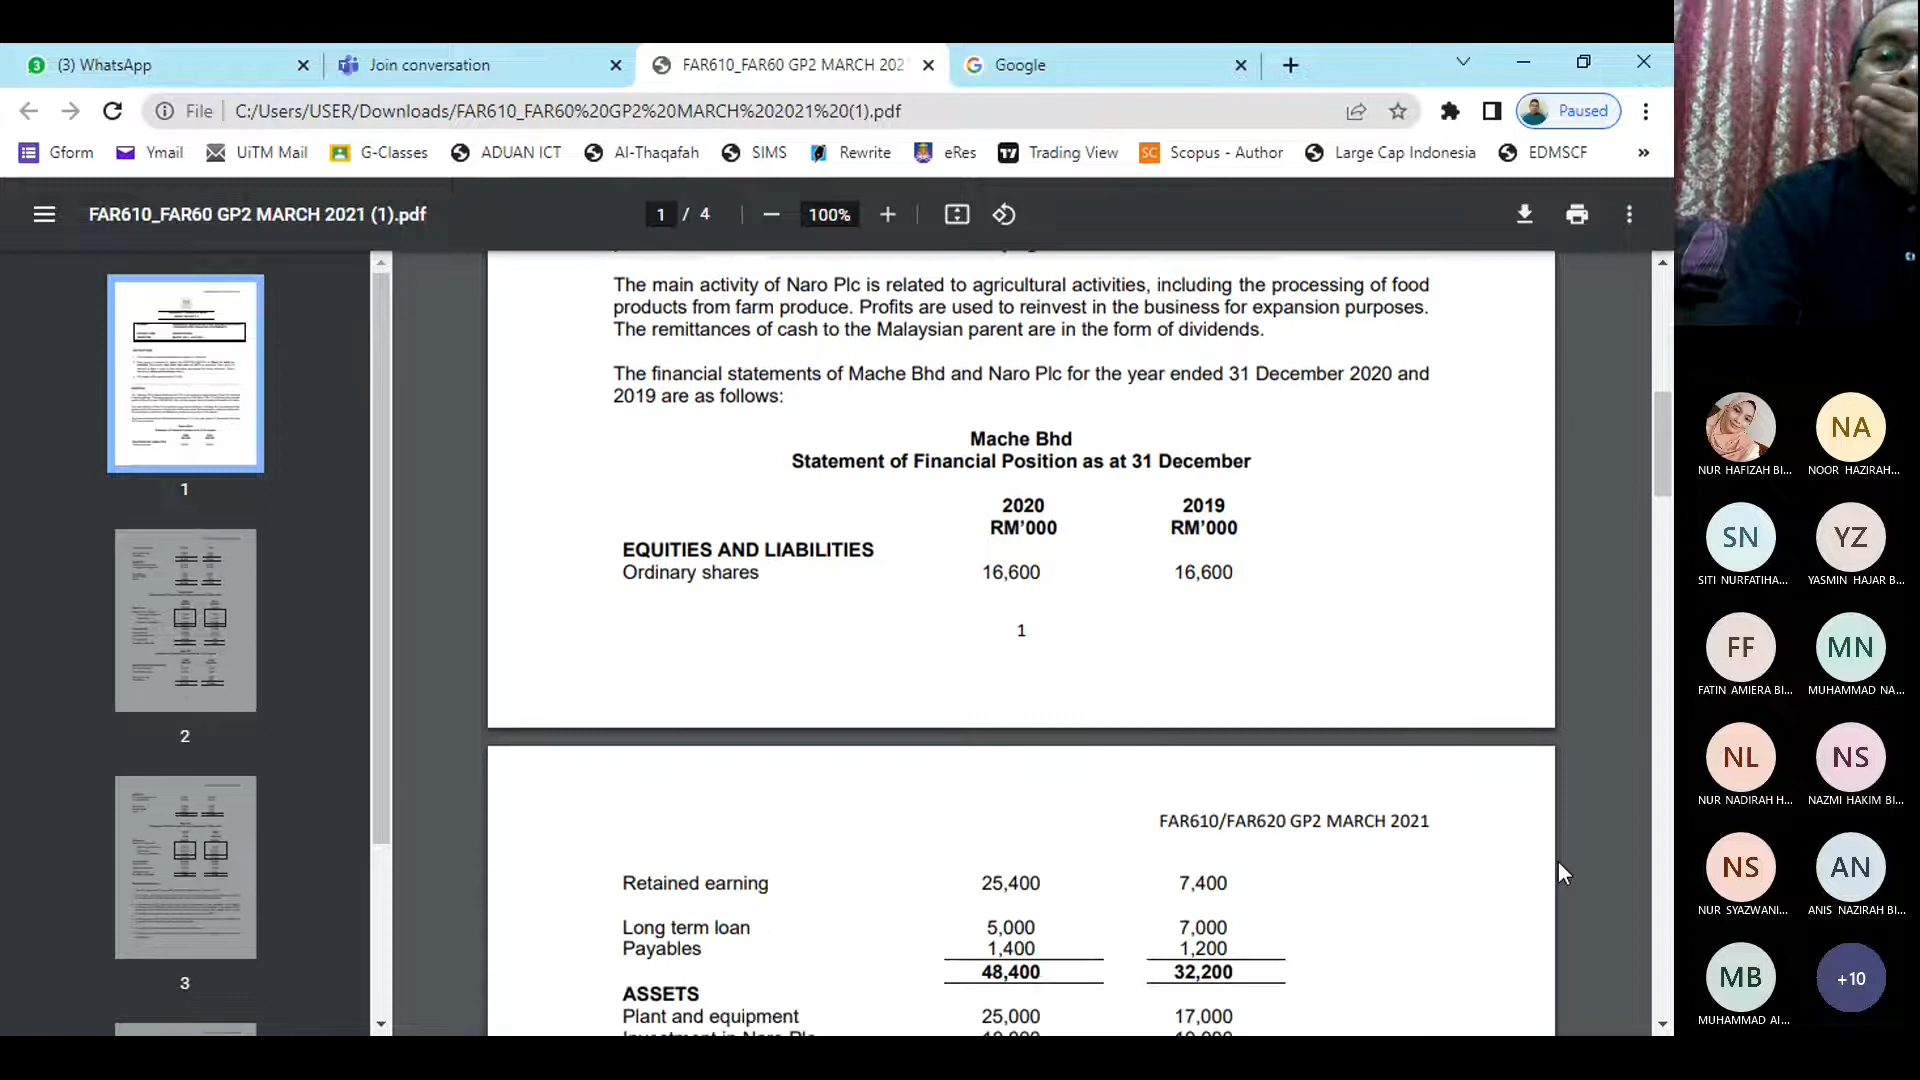 (3) WhatsApp
Join conversation
FAR610_FAR60 GP2 MARCH 202
Google
File
C:/Users/USER/Downloads/FAR610_FAR60%20GP2%20MARCH%202021%20(1).pdf
Paused
Gform
Ymail
UiTM Mail
G-Classes
ADUAN ICT
Al-Thaqafah
SIMS
Rewrite
eRes
Trading View
SC
Scopus - Author
Large Cap Indonesia
EDMSCF
»
FAR610_FAR60 GP2 MARCH 2021 (1).pdf
1 / 4
100%
1
2
3
The main activity of Naro Plc is related to agricultural activities, including the processing of food
products from farm produce. Profits are used to reinvest in the business for expansion purposes.
The remittances of cash to the Malaysian parent are in the form of dividends.
The financial statements of Mache Bhd and Naro Plc for the year ended 31 December 2020 and
2019 are as follows:
Mache Bhd
Statement of Financial Position as at 31 December
2020 2019
RM’000 RM’000
EQUITIES AND LIABILITIES
Ordinary shares 16,600 16,600
1
FAR610/FAR620 GP2 MARCH 2021
Retained earning 25,400 7,400
Long term loan 5,000 7,000
Payables 1,400 1,200
48,400 32,200
ASSETS
Plant and equipment 25,000 17,000
NUR HAFIZAH BI...
NA
NOOR HAZIRAH...
SN
SITI NURFATIHA...
YZ
YASMIN HAJAR B...
FF
FATIN AMIERA BI...
MN
MUHAMMAD NA...
NL
NUR NADIRAH H...
NS
NAZMI HAKIM BI...
NS
NUR SYAZWANI...
AN
ANIS NAZIRAH BI...
MB
MUHAMMAD AI...
+10